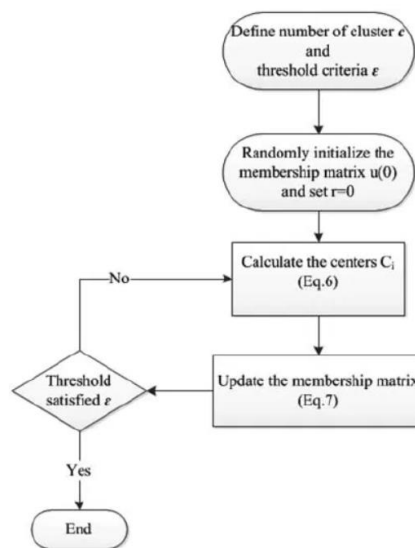 Define number of cluster c
and
threshold criteria ε
Randomly initialize the
membership matrix u(0)
and set r=0
Calculate the centers Cᵢ
(Eq.6)
No
Update the membership matrix
(Eq.7)
Threshold
satisfied ε
Yes
End